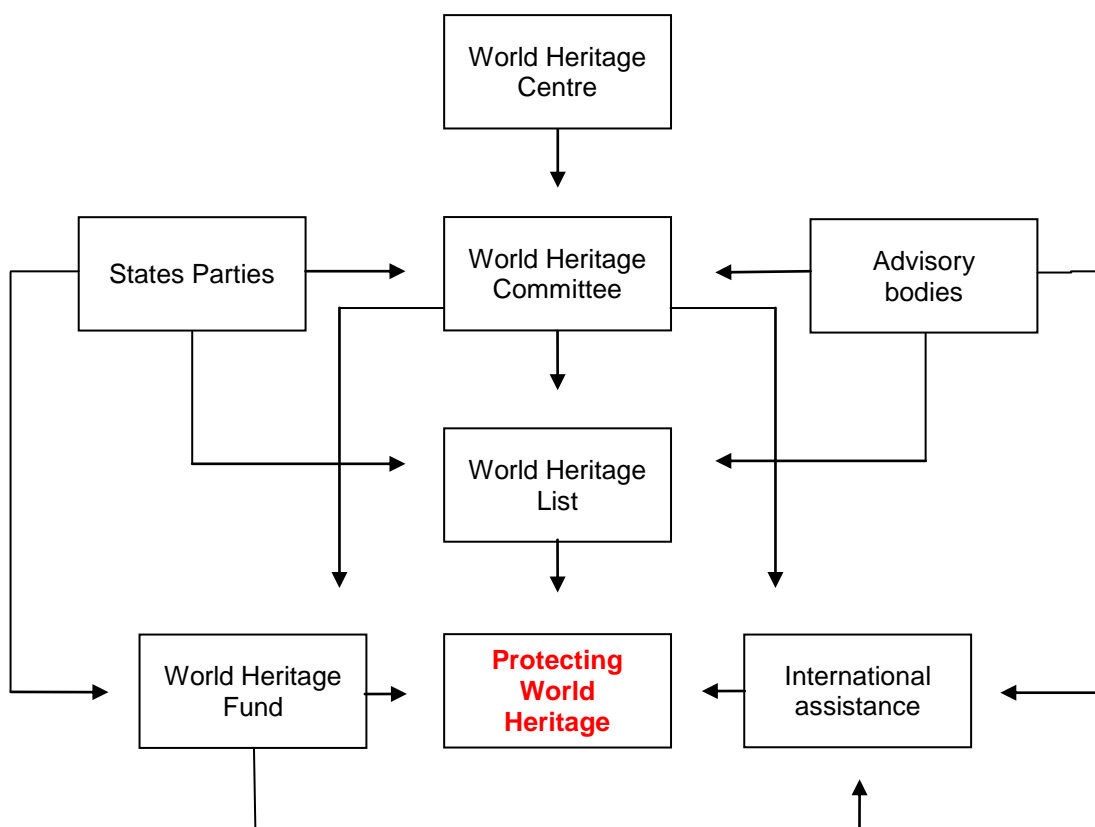 World Heritage
Centre
States Parties
World Heritage
Committee
Advisory
bodies
World Heritage
List
World Heritage
Fund
Protecting
World
Heritage
International
assistance